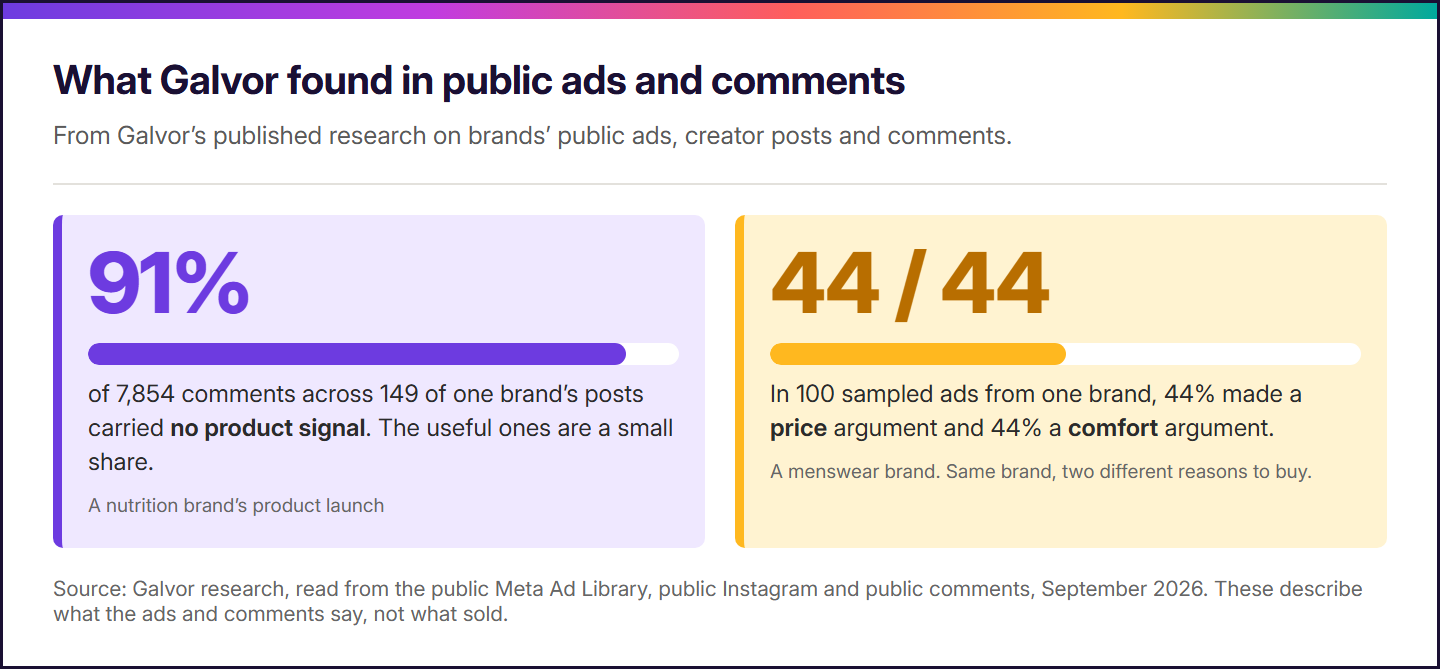 What Galvor found in public ads and comments
From Galvor’s published research on brands’ public ads, creator posts and comments.
91%
of 7,854 comments across 149 of one brand’s posts
carried no product signal. The useful ones are a small
share.
A nutrition brand’s product launch
44 / 44
In 100 sampled ads from one brand, 44% made a
price argument and 44% a comfort argument.
A menswear brand. Same brand, two different reasons to buy.
Source: Galvor research, read from the public Meta Ad Library, public Instagram and public comments, September 2026. These describe
what the ads and comments say, not what sold.